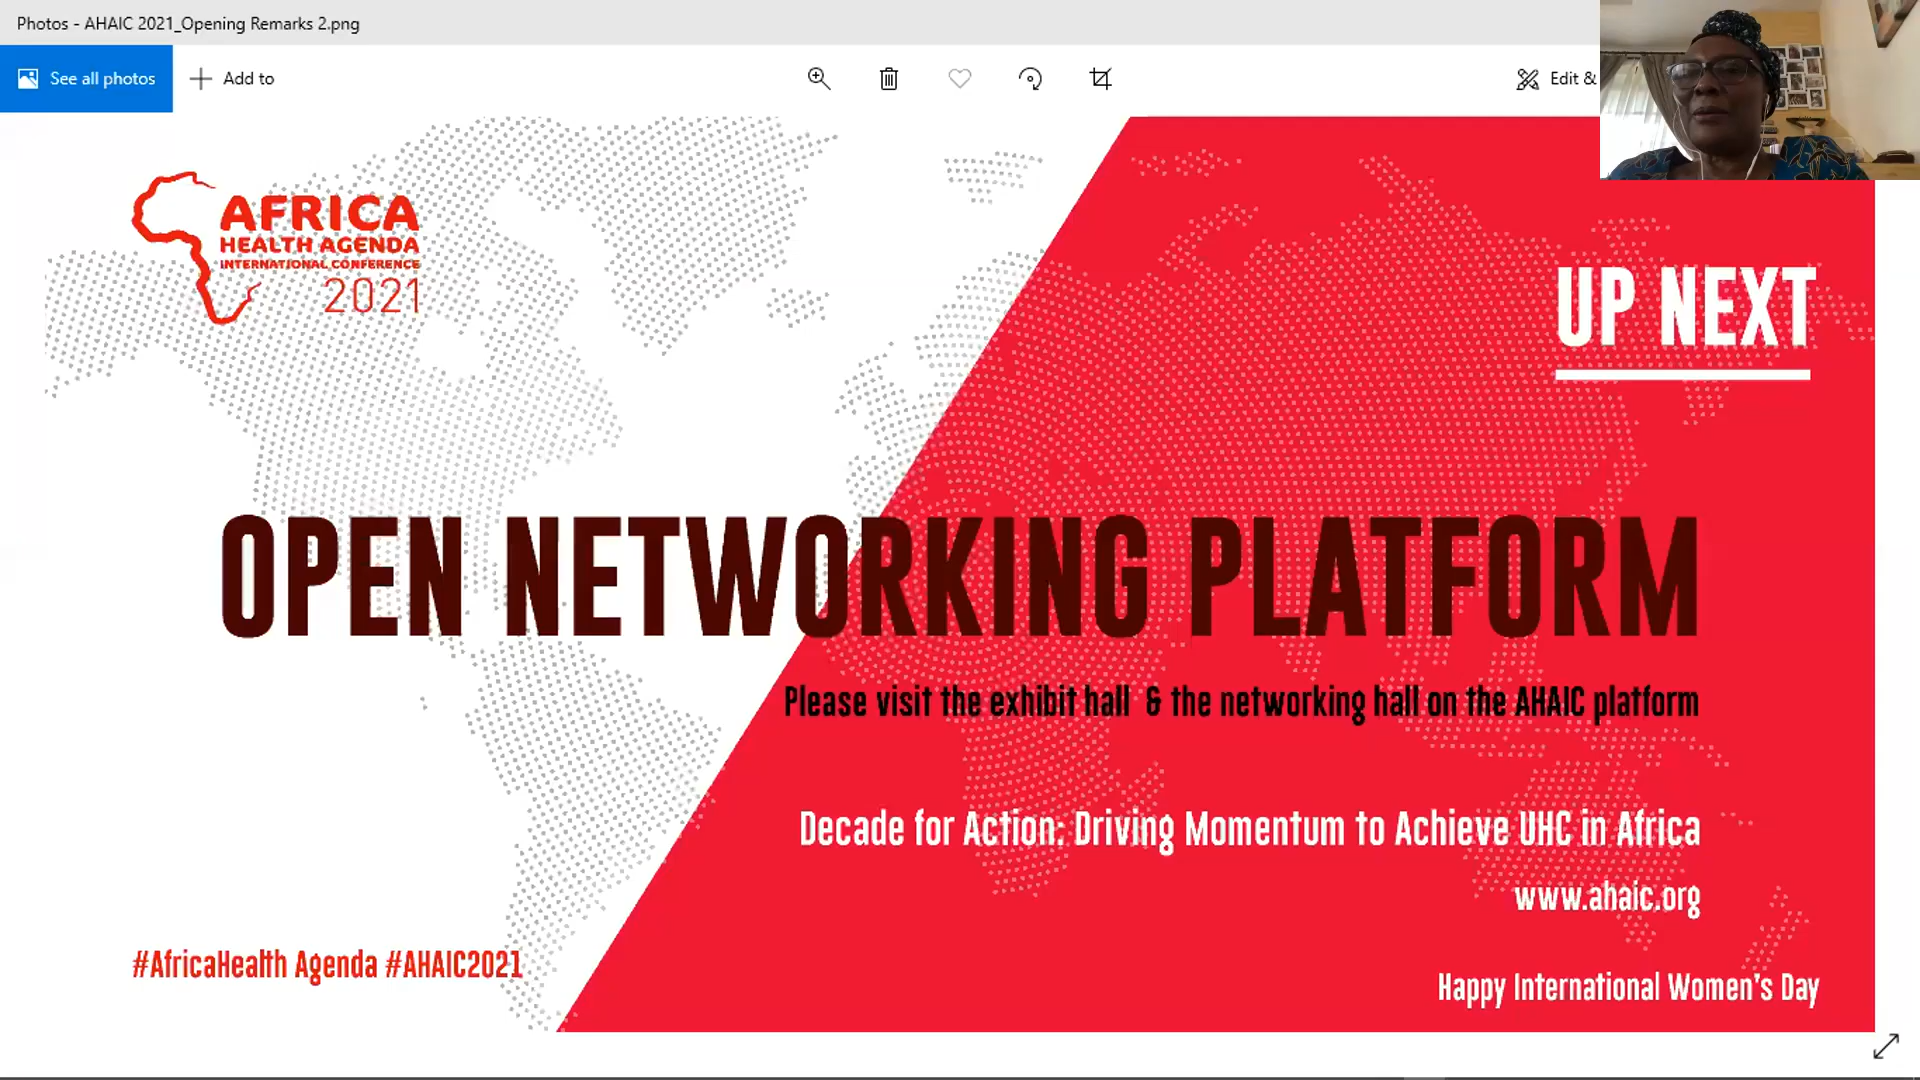 Photos - AHAIC 2021_Opening Remarks 2.png
See all photos
Add to
Edit &
AFRICA
HEALTH AGENDA
INTERNATIONAL CONFERENCE
2021
UP NEXT
OPEN NETWORKING PLATFORM
Please visit the exhibit hall & the networking hall on the AHAIC platform
Decade for Action: Driving Momentum to Achieve UHC in Africa
www.ahaic.org
#AfricaHealth Agenda #AHAIC2021
Happy International Women's Day